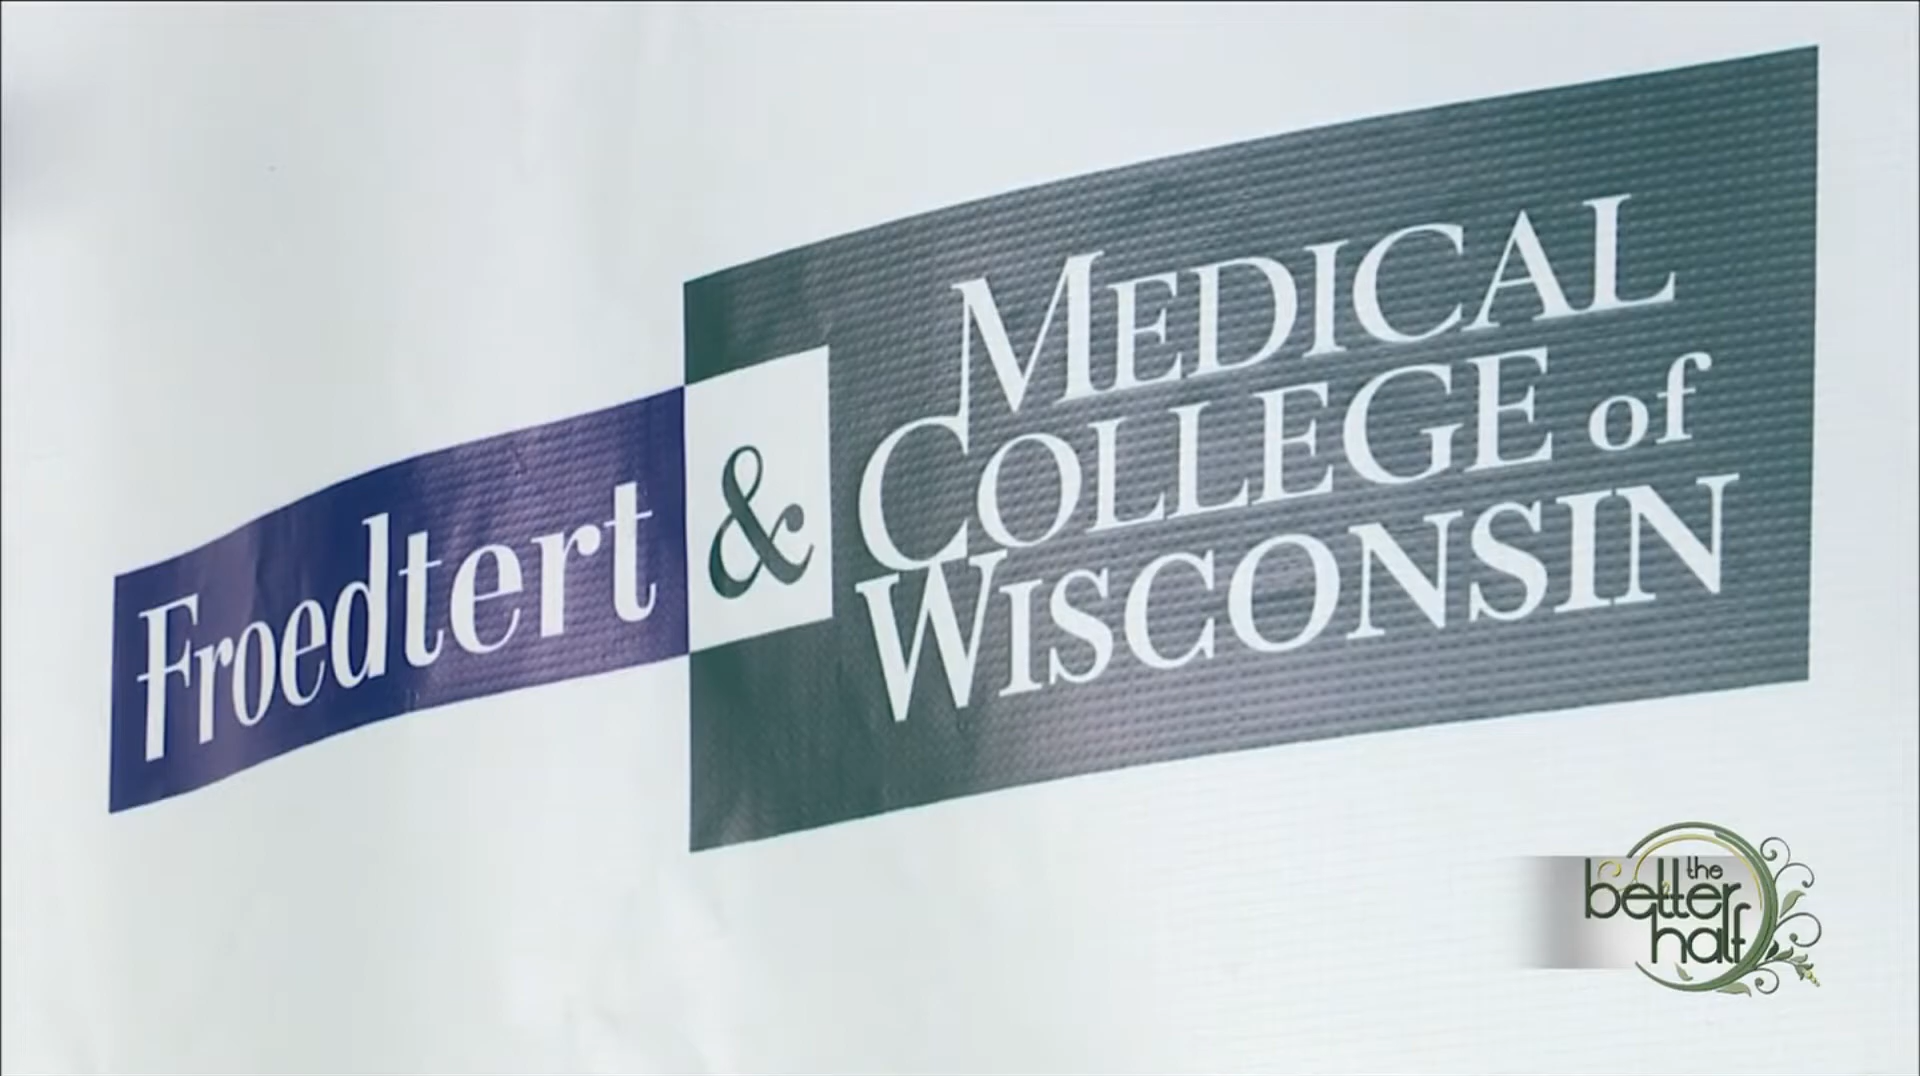 Froedtert & MEDICAL
COLLEGE of
WISCONSIN
the
better
half